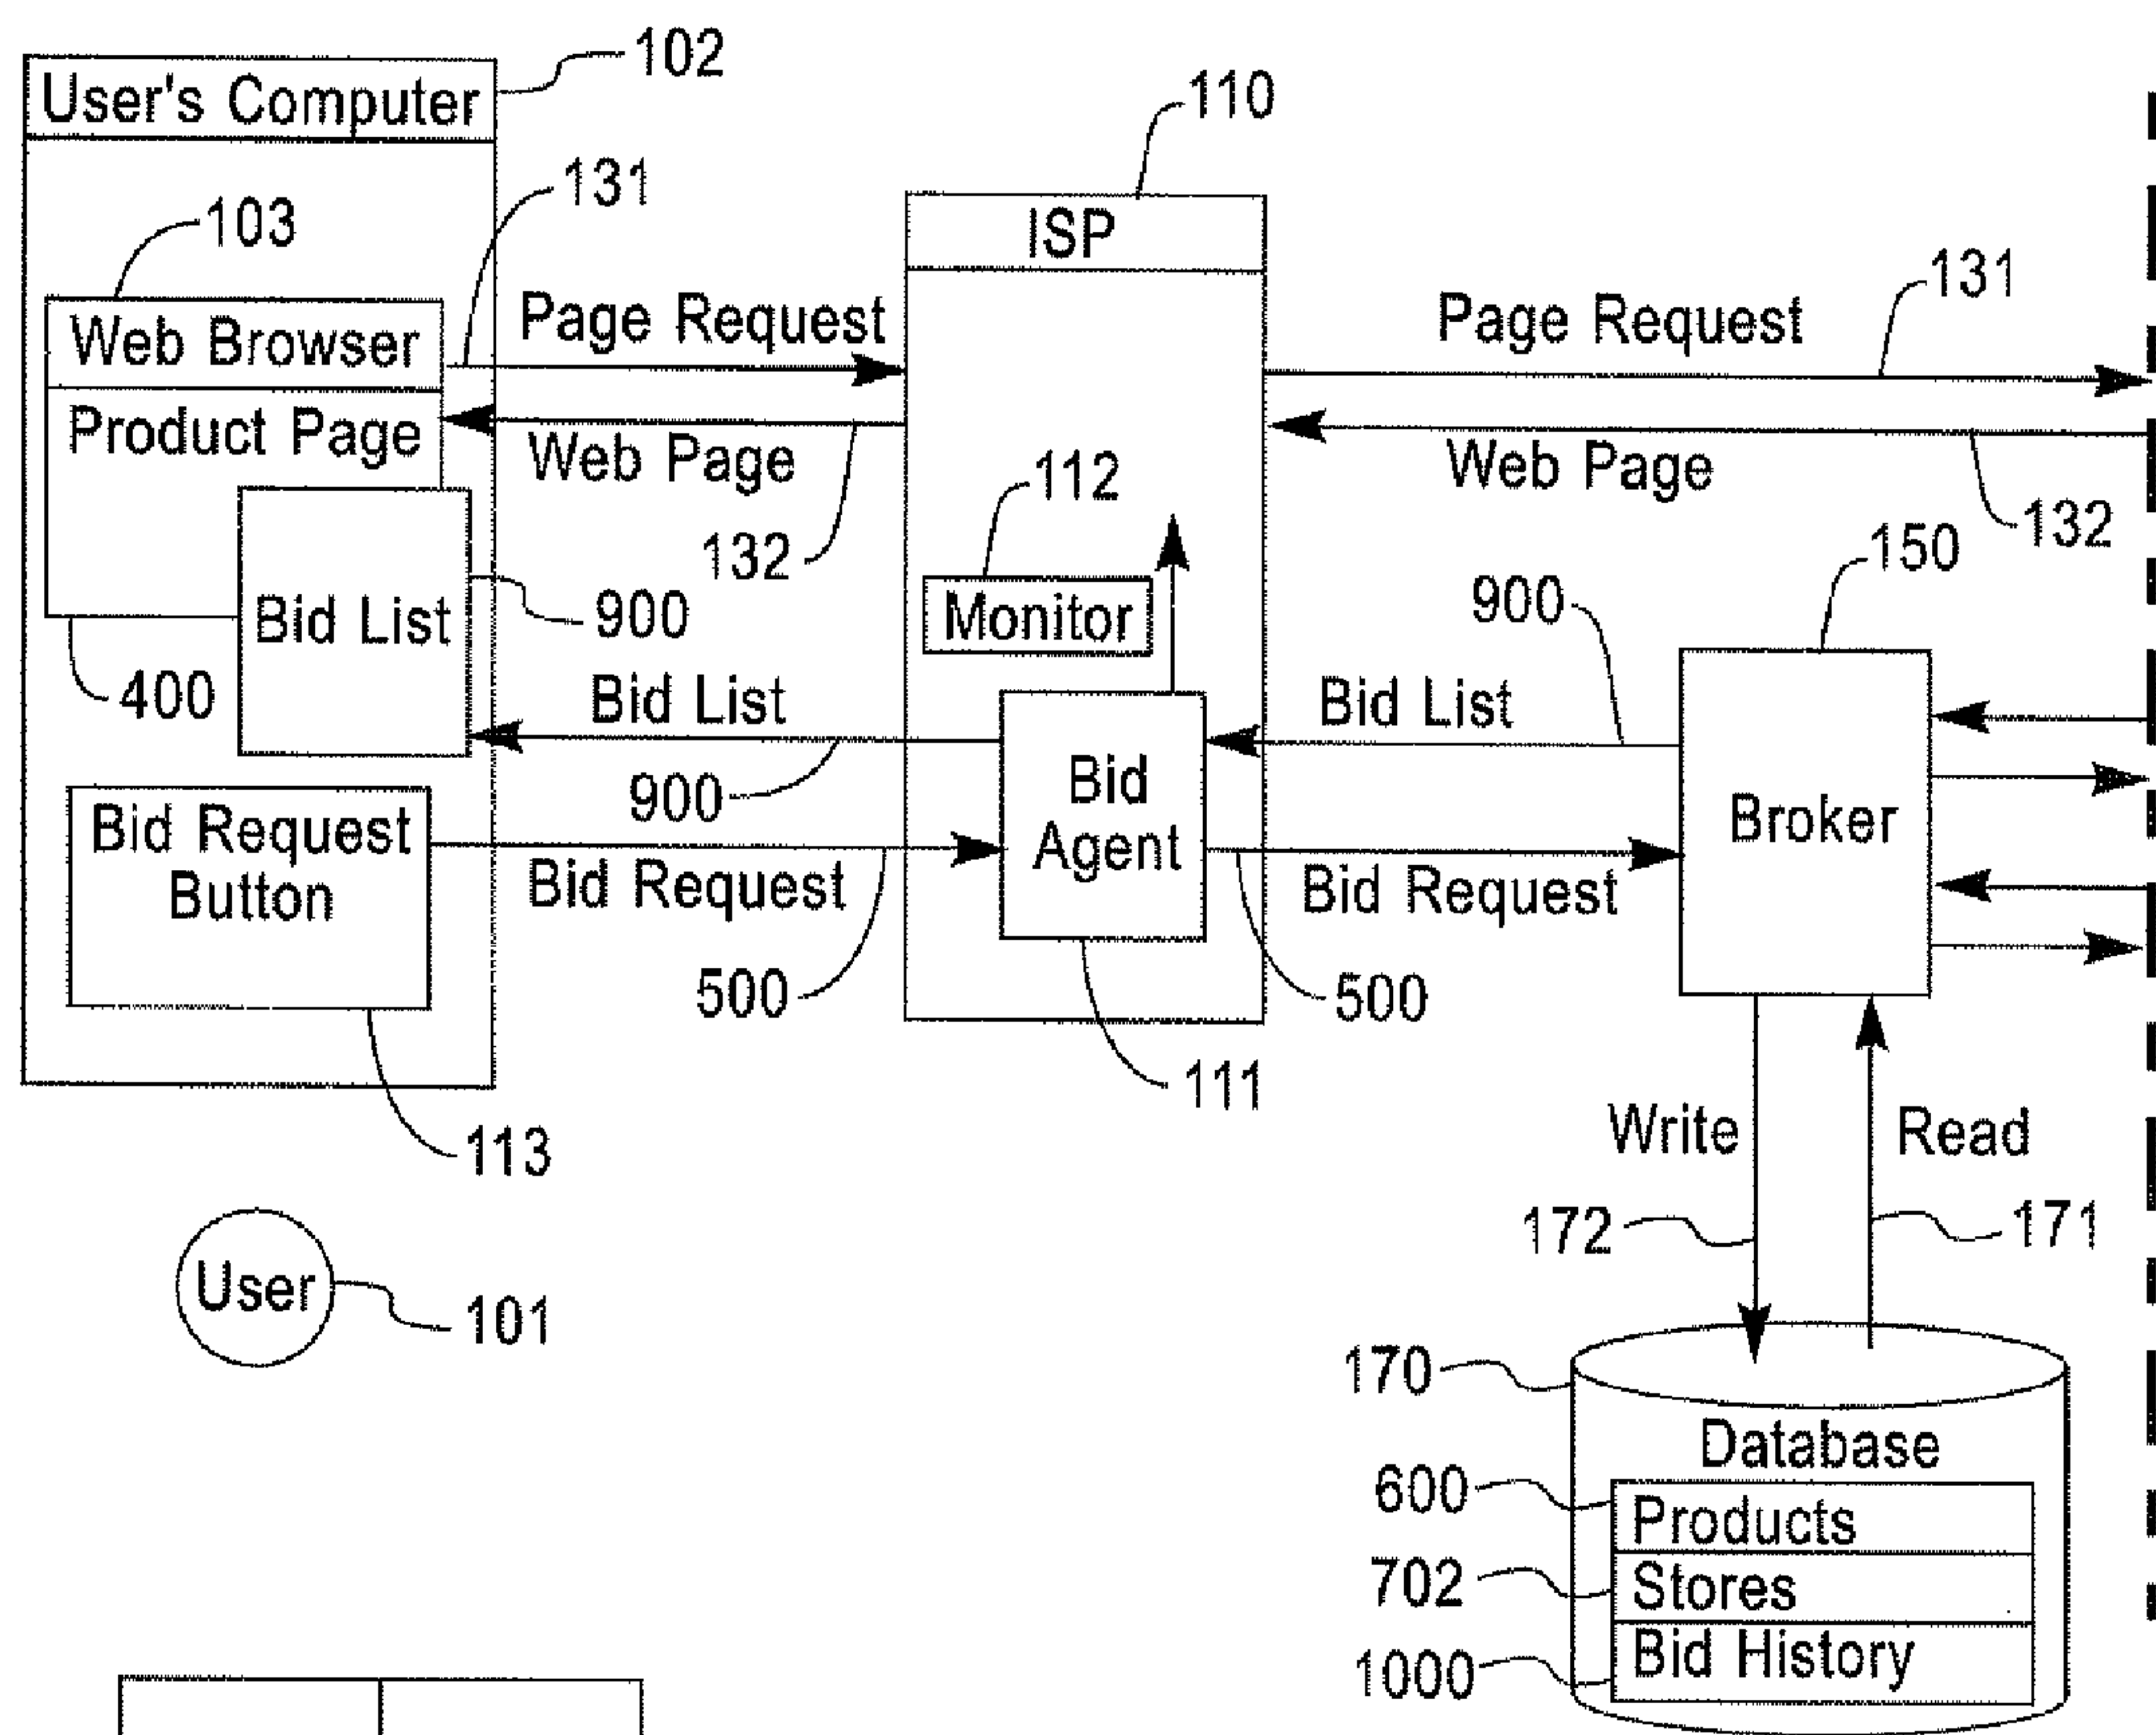 102
User's Computer
110
131
103
ISP
131
Page Request
Page Request
Web Browser
Product Page
Web Page
Web Page
112
132
132
150
Monitor
900
900
Bid List
400
Bid List
Bid List
900
Bid
Agent
Broker
Bid Request
Button
Bid Request
Bid Request
500
500
111
113
Write
Read
172
171
User
101
170
Database
600
Products
702
Stores
1000
Bid History